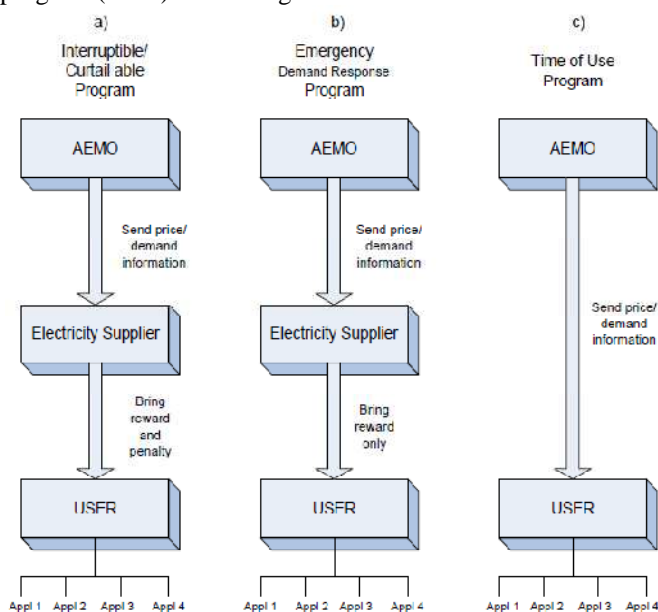 a)
Interruptible/
Curtail able
Program
AEMO
Send price/
demand
information
Electricity Supplier
Bring
reward
and
penalty
USER
Appl 1 Appl 2 Appl 3 Appl 4
b)
Emergency
Demand Response
Program
AEMO
Send price/
demand
information
Electricity Supplier
Bring
reward
only
USER
Appl 1 Appl 2 Appl 3 Appl 4
c)
Time of Use
Program
AEMO
Send price/
demand
information
USER
Appl 1 Appl 2 Appl 3 Appl 4